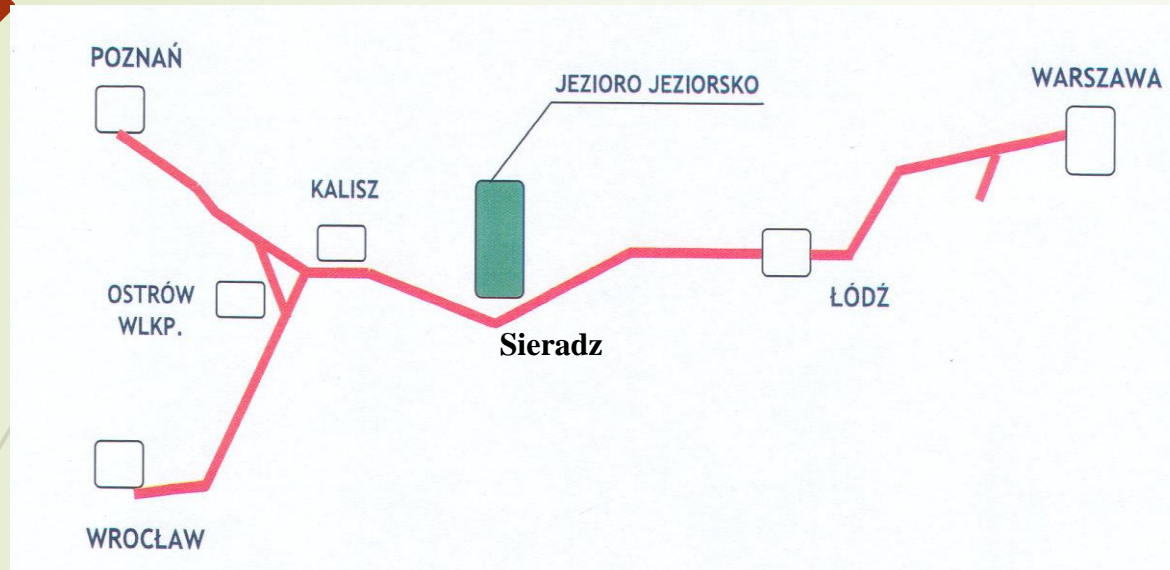 POZNAŃ
JEZIORO JEZIORSKO
WARSZAWA
KALISZ
OSTRÓW
WLKP.
ŁÓDŹ
Sieradz
WROCŁAW